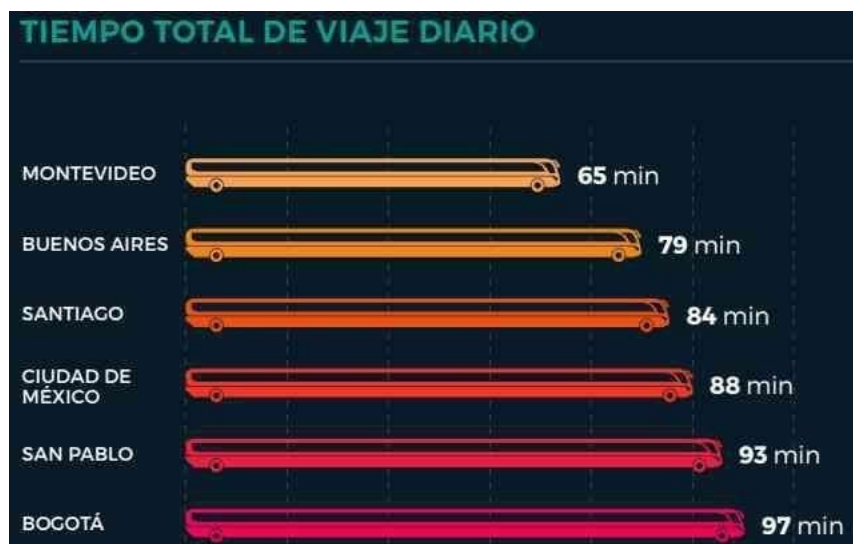 TIEMPO TOTAL DE VIAJE DIARIO
MONTEVIDEO
65 min
BUENOS AIRES
79 min
SANTIAGO
84 min
CIUDAD DE
MÉXICO
88 min
SAN PABLO
93 min
BOGOTÁ
97 min